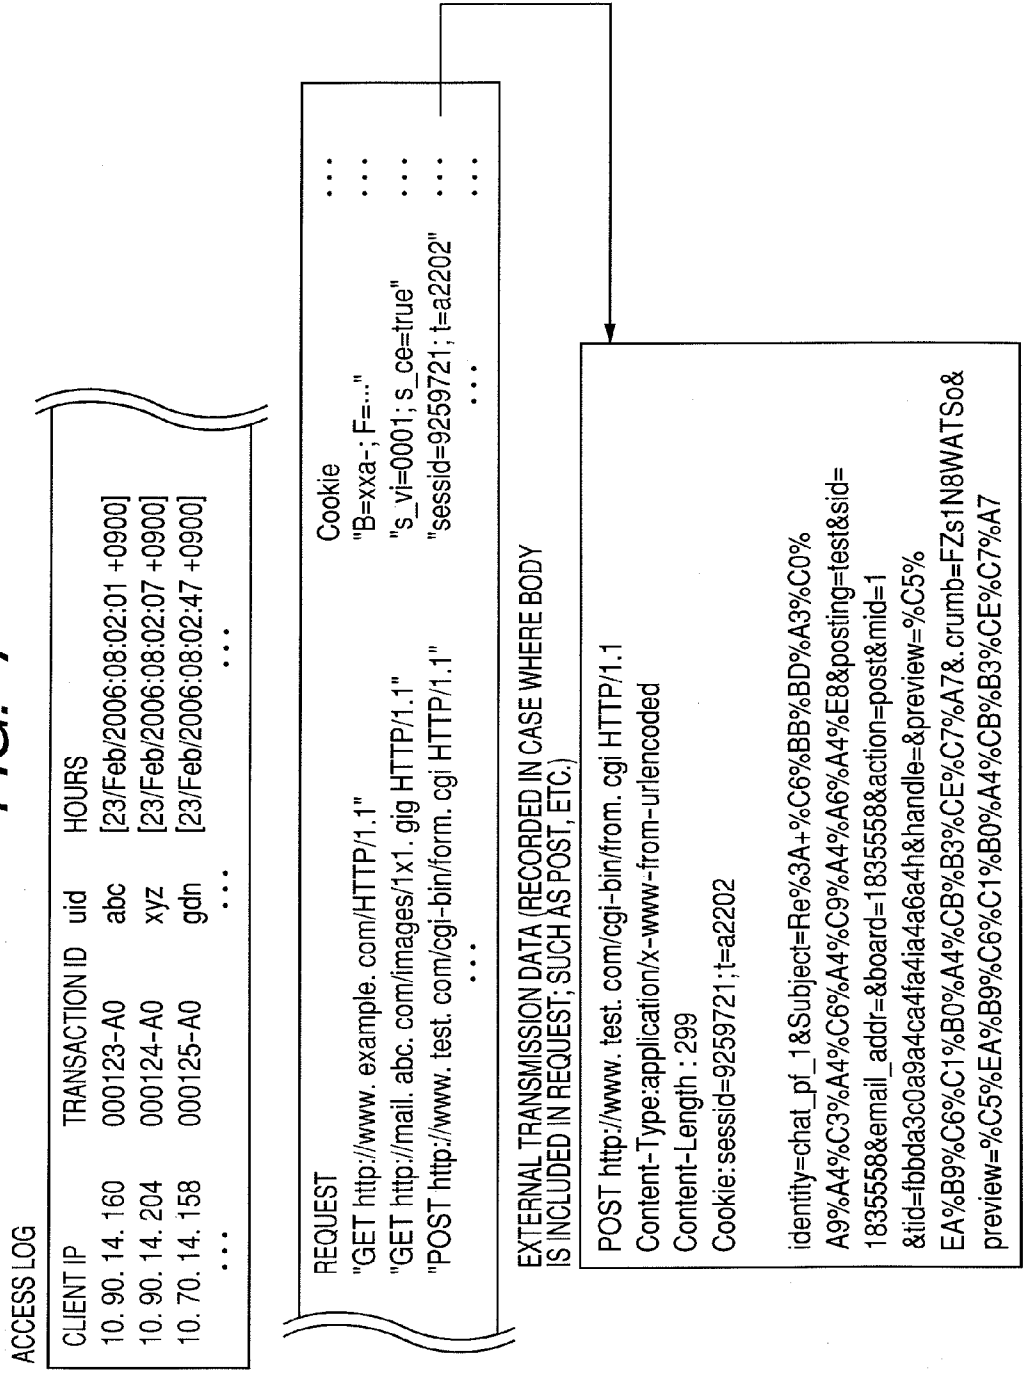 ACCESS LOG
CLIENT IP TRANSACTION ID uid HOURS
10. 90. 14. 160 000123-A0 abc [23/Feb/2006:08:02:01 +0900]
10. 90. 14. 204 000124-A0 xyz [23/Feb/2006:08:02:07 +0900]
10. 70. 14. 158 000125-A0 gdn [23/Feb/2006:08:02:47 +0900]
... ... ...
REQUEST Cookie ...
"GET http://www. example. com/HTTP/1.1" "B=xxa-; F=..." ...
"GET http://mail. abc. com/images/1x1. gig HTTP/1.1" "s_vi=0001; s_ce=true" ...
"POST http://www. test. com/cgi-bin/form. cgi HTTP/1.1" "sessid=9259721; t=a2202" ...
... ... ...
EXTERNAL TRANSMISSION DATA (RECORDED IN CASE WHERE BODY
IS INCLUDED IN REQUEST; SUCH AS POST, ETC.)
POST http://www. test. com/cgi-bin/from. cgi HTTP/1.1
Content-Type:application/x-www-from-urlencoded
Content-Length : 299
Cookie:sessid=9259721;t=a2202
identity=chat_pf_1&Subject=Re%3A+%C6%BB%BD%A3%C0%
A9%A4%C3%A4%C6%A4%C9%A4%A6%A4%E8&posting=test&sid=
1835558&email_addr=&board=1835558&action=post&mid=1
&tid=fbbda3c0a9a4ca4fa4ia4a6a4h&handle=&preview=%C5%
EA%B9%C6%C1%B0%A4%CB%B3%CE%C7%A7&.crumb=FZs1N8WATSo&
preview=%C5%EA%B9%C6%C1%B0%A4%CB%B3%CE%C7%A7